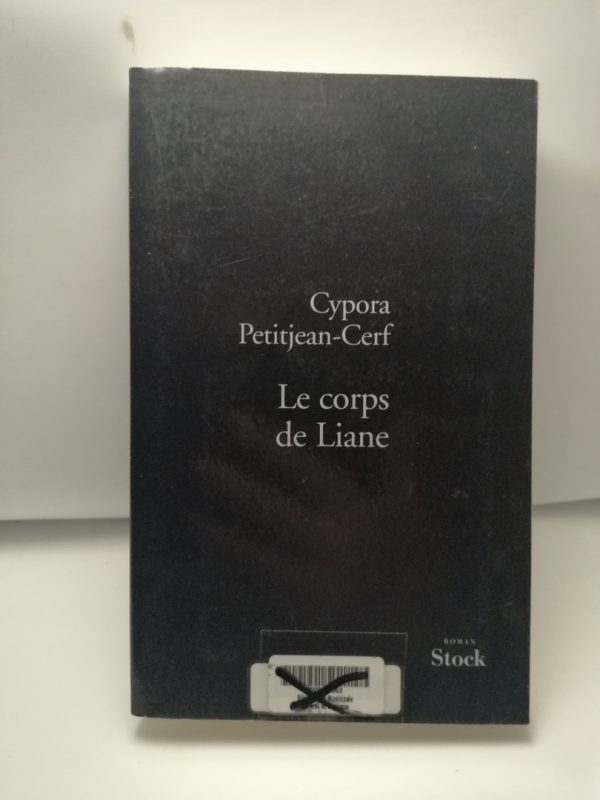 Cypora
Petitjean-Cerf
Le corps
de Liane
ROMAN
Stock